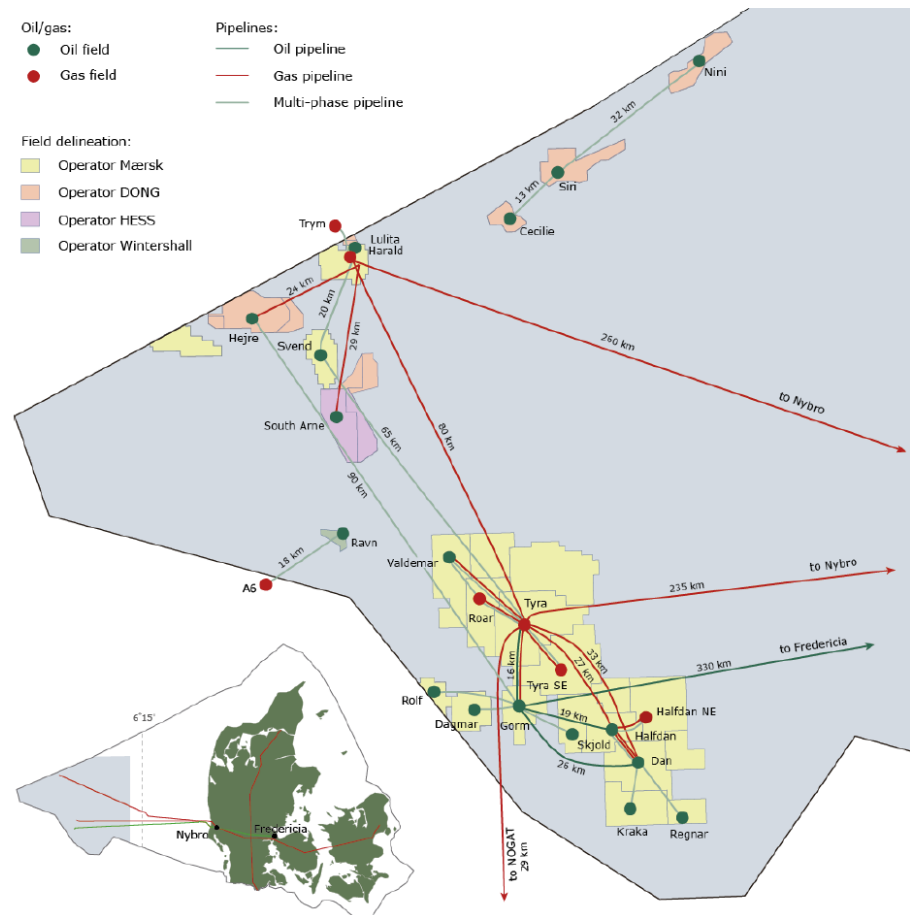 Oil/gas:
Oil field
Gas field
Pipelines:
Oil pipeline
Gas pipeline
Multi-phase pipeline
Field delineation:
Operator Mærsk
Operator DONG
Operator HESS
Operator Wintershall
Nini
32 km
Siri
13 km
Cecilie
Trym
Lulita
Harald
24 km
20 km
29 km
Hejre
Svend
260 km
to Nybro
South Arne
65 km
80 km
90 km
Ravn
18 km
A6
Valdemar
Roar
Tyra
235 km
to Nybro
33 km
27 km
16 km
Tyra SE
330 km
to Fredericia
Rolf
Dagmar
Gorm
19 km
Skjold
Halfdan NE
Halfdan
26 km
Dan
Kraka
Regnar
to NOGAT
29 km
6°15'
Nybro
Fredericia